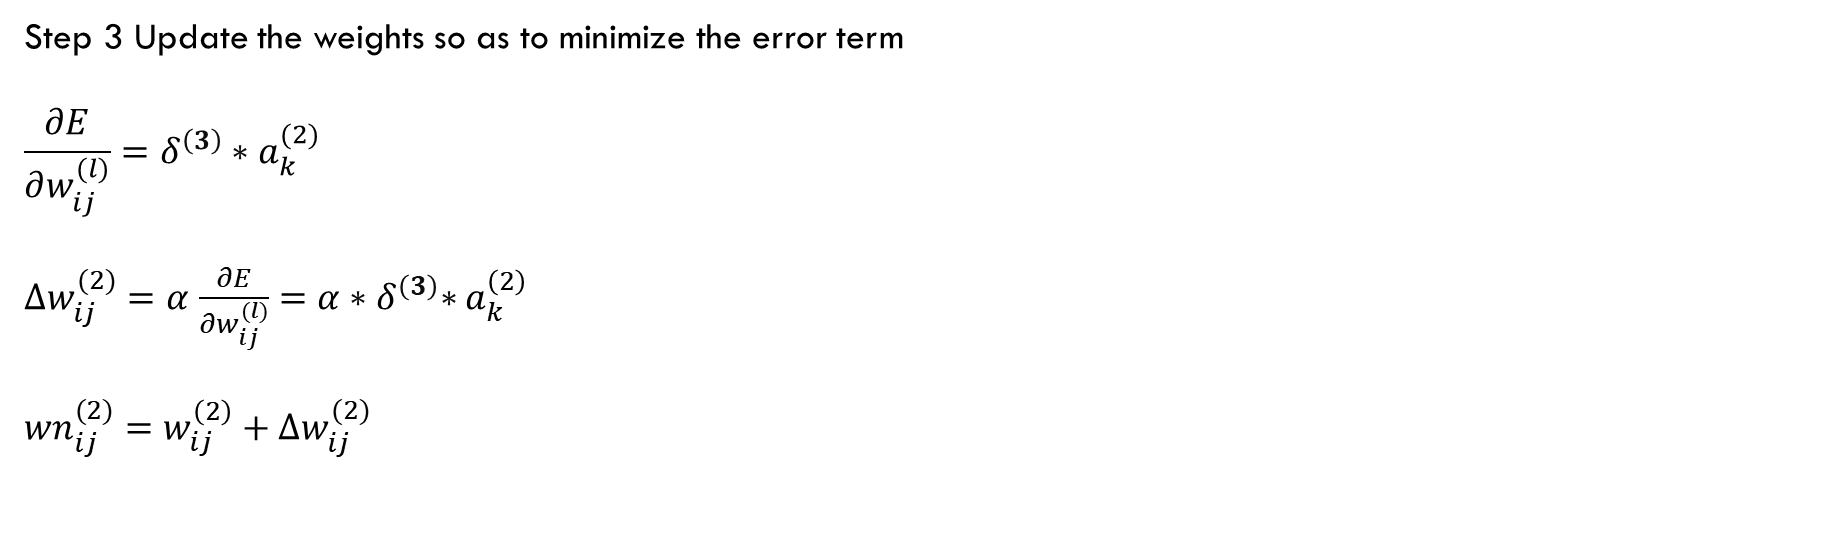 Step 3 Update the weights so as to minimize the error term
∂E/∂w_{ij}^{(l)} = δ^{(3)} * a_k^{(2)}
Δw_{ij}^{(2)} = α ∂E/∂w_{ij}^{(l)} = α * δ^{(3)} * a_k^{(2)}
wn_{ij}^{(2)} = w_{ij}^{(2)} + Δw_{ij}^{(2)}